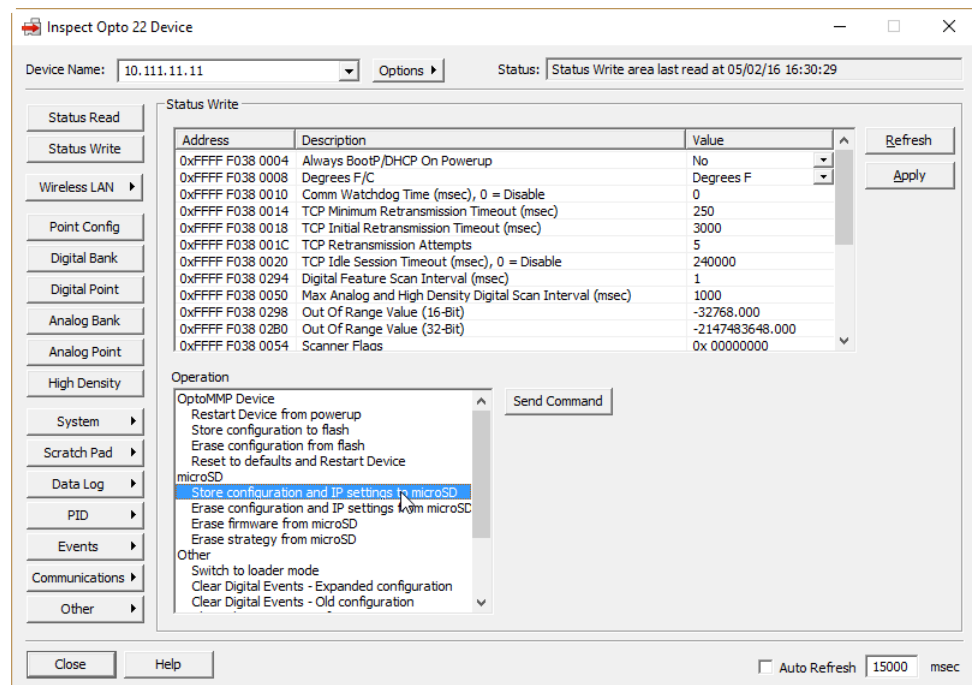 Inspect Opto 22 Device
Device Name: 10.111.11.11 Options Status: Status Write area last read at 05/02/16 16:30:29
Status Read
Status Write
Wireless LAN
Point Config
Digital Bank
Digital Point
Analog Bank
Analog Point
High Density
System
Scratch Pad
Data Log
PID
Events
Communications
Other
Status Write
Address Description Value
0xFFFF F038 0004 Always BootP/DHCP On Powerup No
0xFFFF F038 0008 Degrees F/C Degrees F
0xFFFF F038 0010 Comm Watchdog Time (msec), 0 = Disable 0
0xFFFF F038 0014 TCP Minimum Retransmission Timeout (msec) 250
0xFFFF F038 0018 TCP Initial Retransmission Timeout (msec) 3000
0xFFFF F038 001C TCP Retransmission Attempts 5
0xFFFF F038 0020 TCP Idle Session Timeout (msec), 0 = Disable 240000
0xFFFF F038 0294 Digital Feature Scan Interval (msec) 1
0xFFFF F038 0050 Max Analog and High Density Digital Scan Interval (msec) 1000
0xFFFF F038 0298 Out Of Range Value (16-Bit) -32768.000
0xFFFF F038 02B0 Out Of Range Value (32-Bit) -2147483648.000
0xFFFF F038 0054 Scanner Flags 0x 00000000
Refresh
Apply
Operation
OptoMMP Device
Restart Device from powerup
Store configuration to flash
Erase configuration from flash
Reset to defaults and Restart Device
microSD
Store configuration and IP settings to microSD
Erase configuration and IP settings from microSD
Erase firmware from microSD
Erase strategy from microSD
Other
Switch to loader mode
Clear Digital Events - Expanded configuration
Clear Digital Events - Old configuration
Send Command
Close Help Auto Refresh 15000 msec